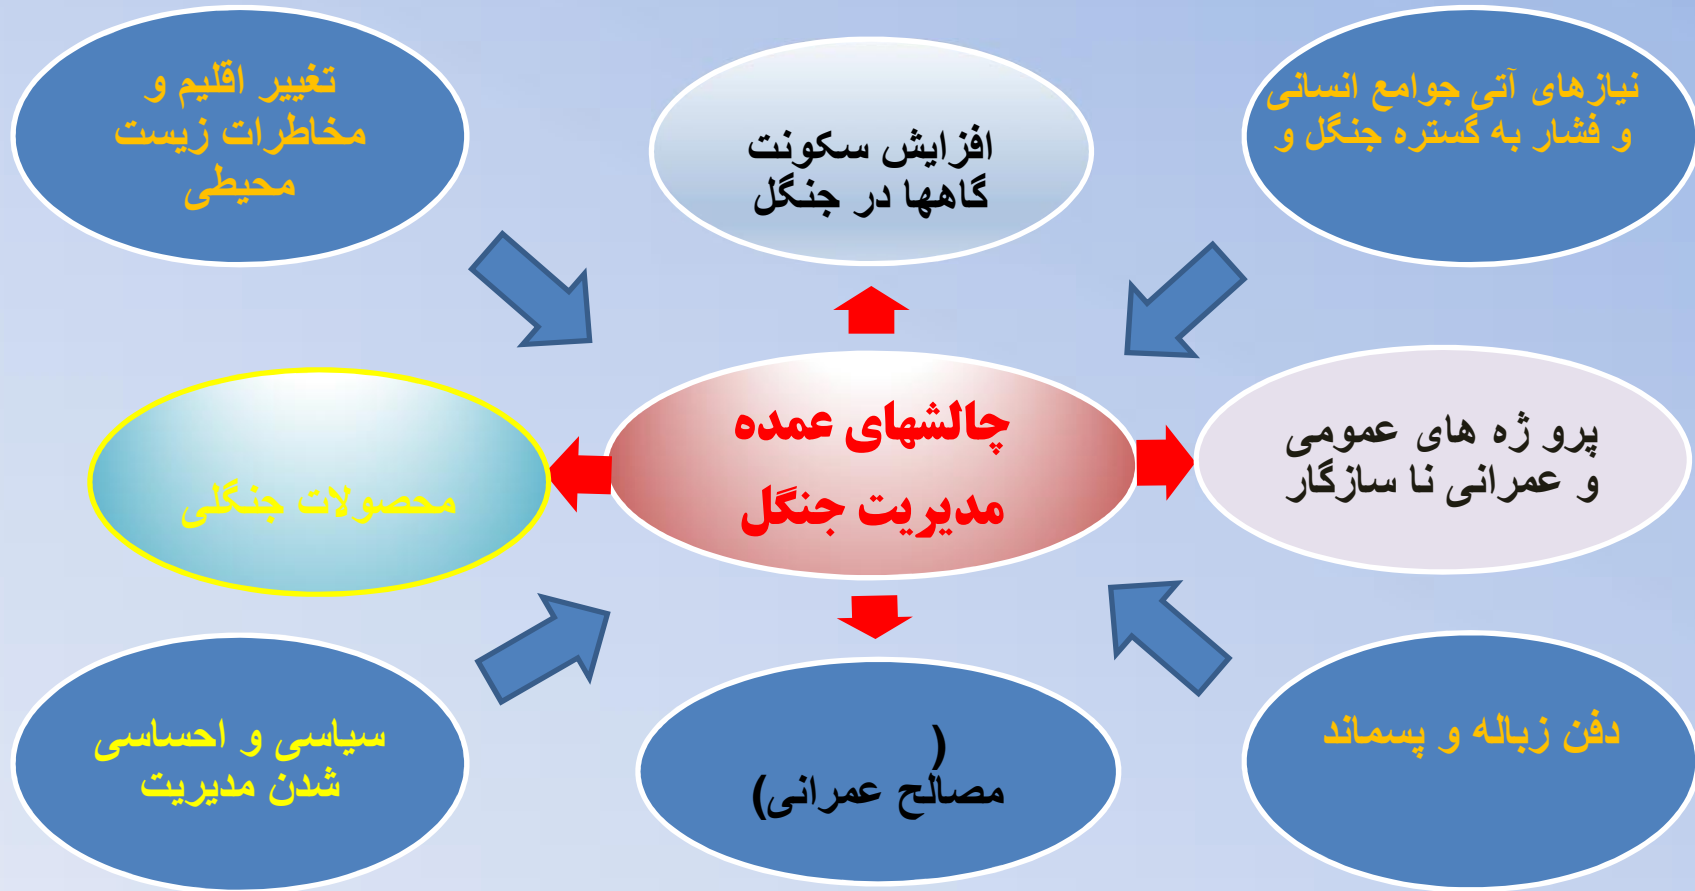 نیازهای آتی جوامع انسانی
و فشار به گستره جنگل و
افزایش سکونت
گاهها در جنگل
تغییر اقلیم و
مخاطرات زیست
محیطی
پرو ژه های عمومی
و عمرانی نا سازگار
چالشهای عمده
مدیریت جنگل
محصولات جنگلی
دفن زباله و پسماند
(
مصالح عمرانی)
سیاسی و احساسی
شدن مدیریت